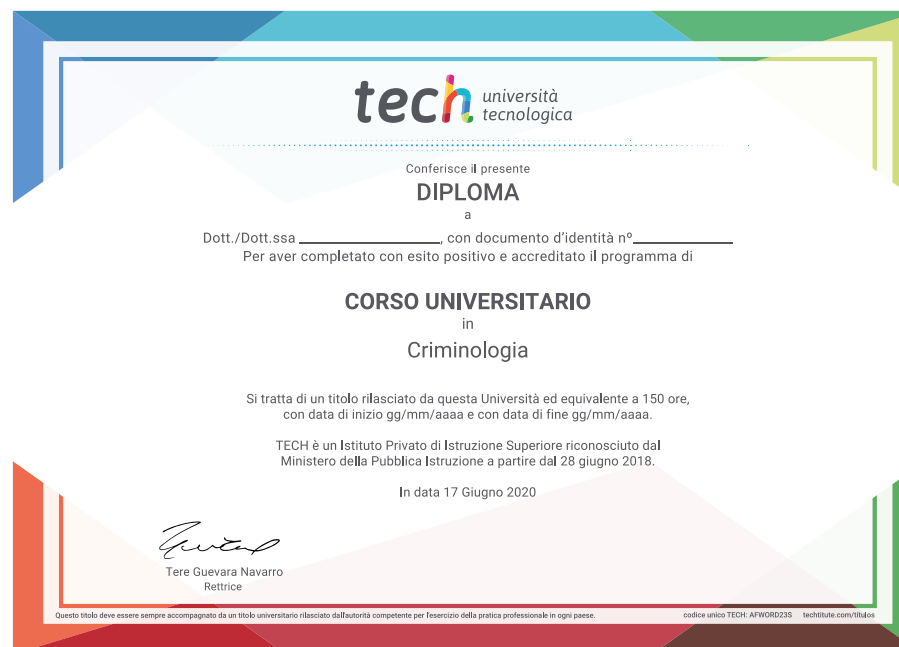 tech università
tecnologica
Conferisce il presente
DIPLOMA
a
Dott./Dott.ssa ____________________, con documento d'identità nº______________
Per aver completato con esito positivo e accreditato il programma di
CORSO UNIVERSITARIO
in
Criminologia
Si tratta di un titolo rilasciato da questa Università ed equivalente a 150 ore,
con data di inizio gg/mm/aaaa e con data di fine gg/mm/aaaa.
TECH è un Istituto Privato di Istruzione Superiore riconosciuto dal
Ministero della Pubblica Istruzione a partire dal 28 giugno 2018.
In data 17 Giugno 2020
Tere Guevara Navarro
Rettrice
Questo titolo deve essere sempre accompagnato da un titolo universitario rilasciato dall'autorità competente per l'esercizio della pratica professionale in ogni paese. codice unico TECH: AFWORD23S techtitute.com/titulos